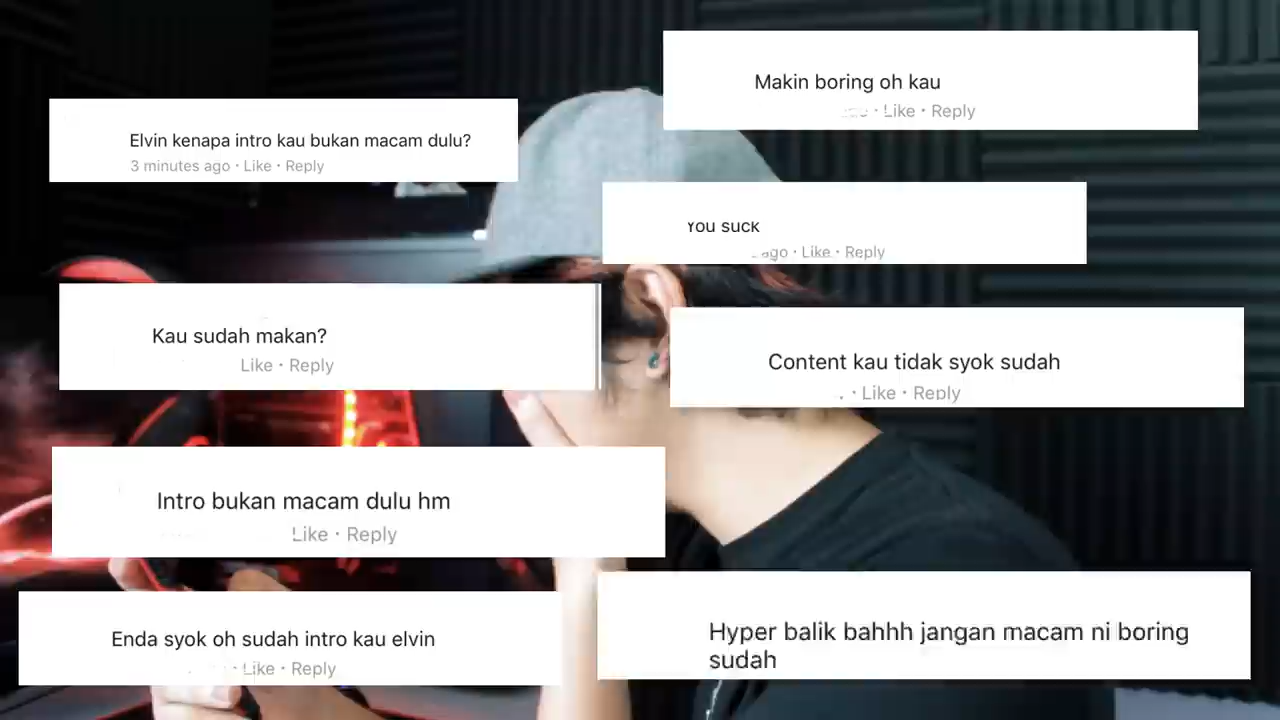 Makin boring oh kau
Like · Reply
Elvin kenapa intro kau bukan macam dulu?
3 minutes ago · Like · Reply
You suck
ago · Like · Reply
Kau sudah makan?
Like · Reply
Content kau tidak syok sudah
· Like · Reply
Intro bukan macam dulu hm
Like · Reply
Enda syok oh sudah intro kau elvin
· Like · Reply
Hyper balik bahhh jangan macam ni boring
sudah